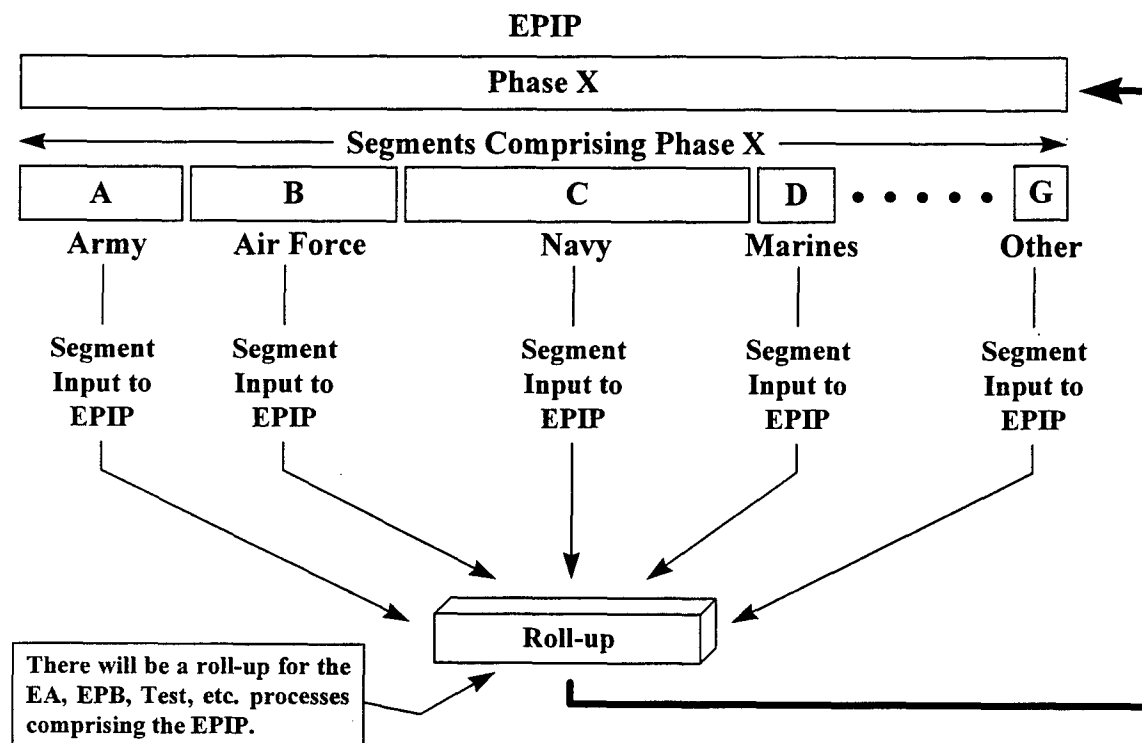 EPIP
Phase X
Segments Comprising Phase X
A
B
C
D
G
Army
Air Force
Navy
Marines
Other
Segment
Input to
EPIP
Segment
Input to
EPIP
Segment
Input to
EPIP
Segment
Input to
EPIP
Segment
Input to
EPIP
Roll-up
There will be a roll-up for the
EA, EPB, Test, etc. processes
comprising the EPIP.